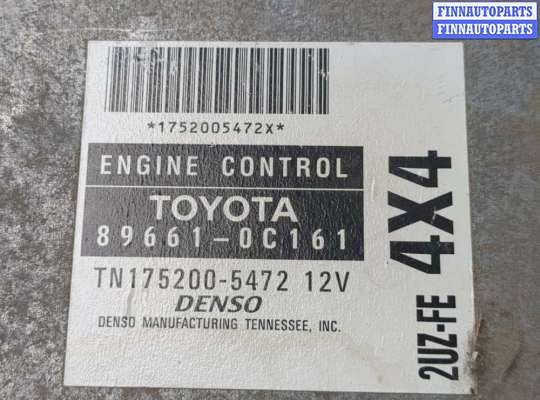 FINNAUTOPARTS
FINNAUTOPARTS
*1752005472X*
ENGINE CONTROL
TOYOTA
89661-0C161
TN175200-5472 12V
DENSO
DENSO MANUFACTURING TENNESSEE, INC.
2UZ-FE 4X4